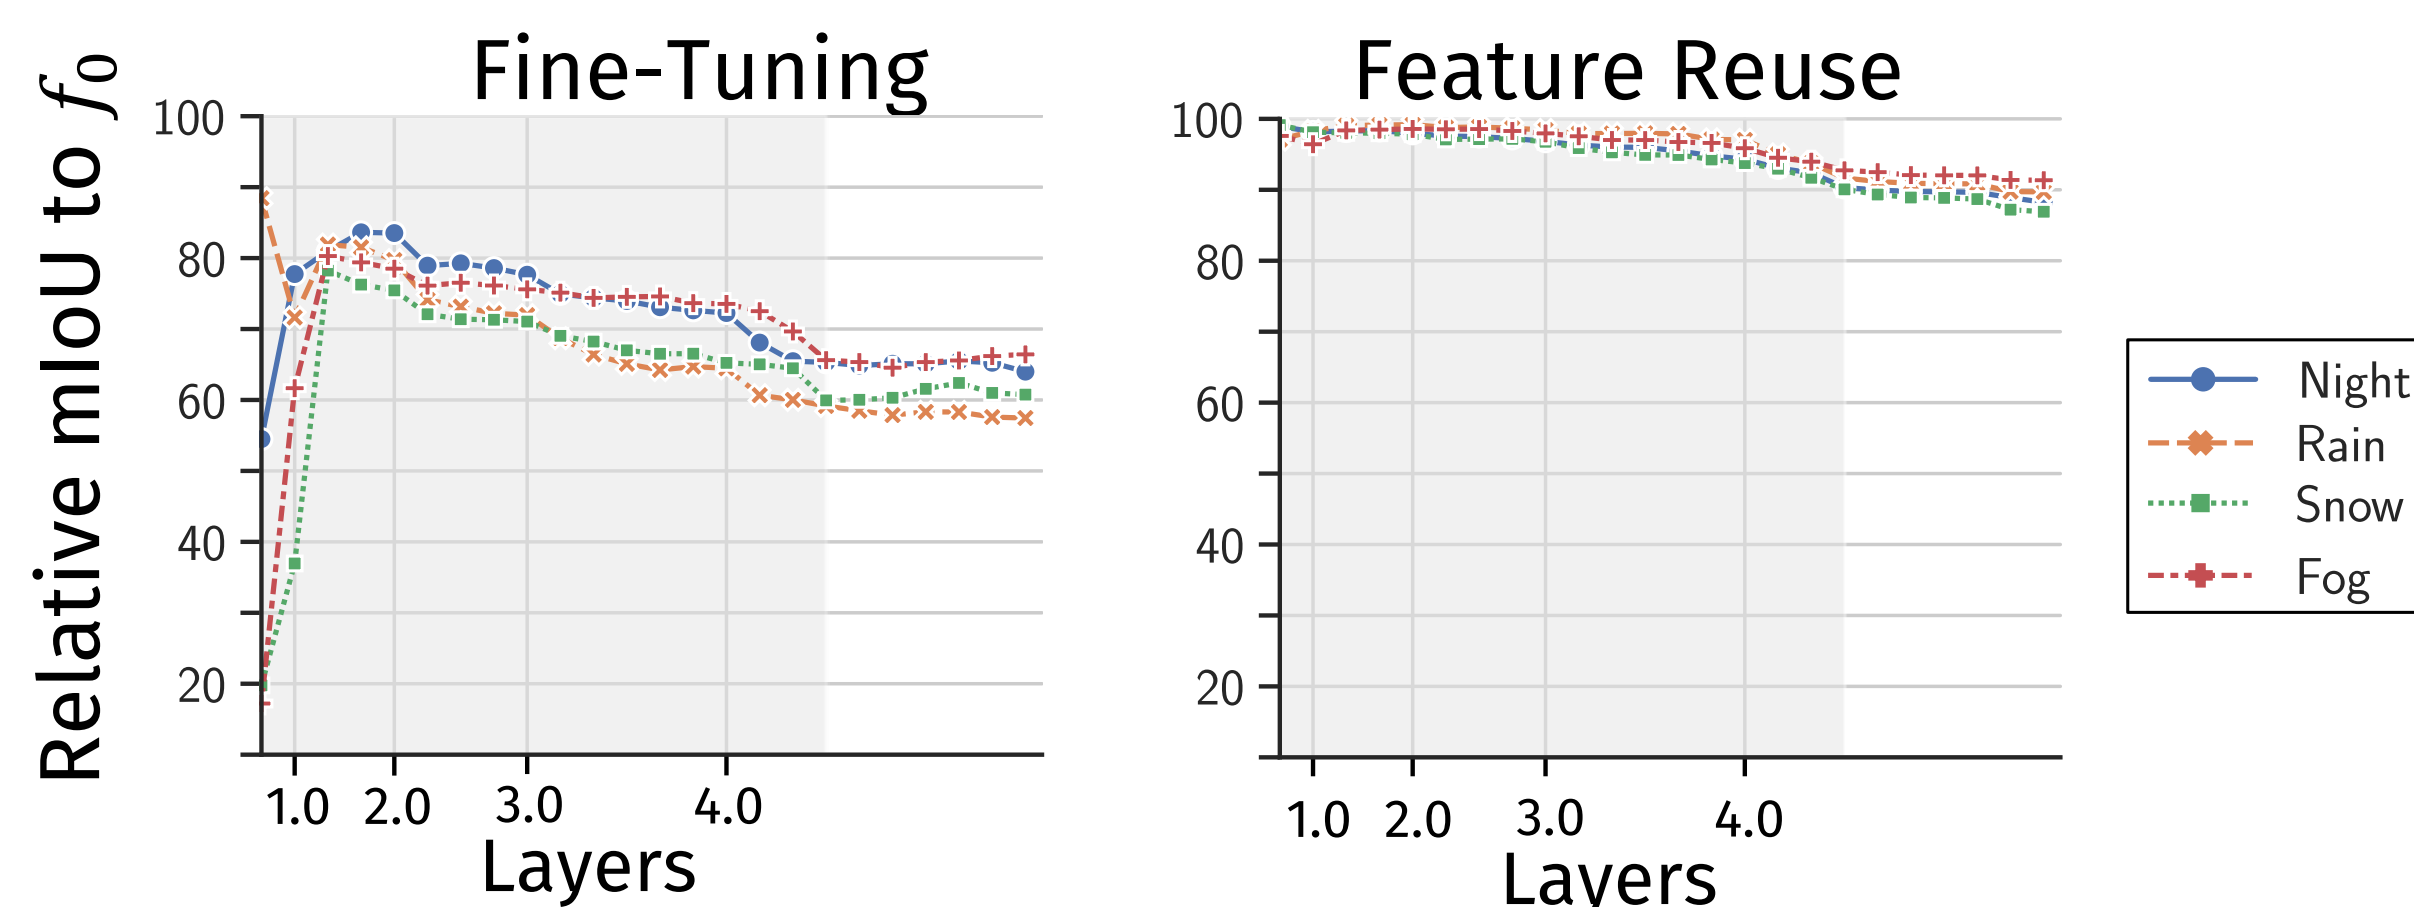 Fine-Tuning
Relative mIoU to f0
100
80
60
40
20
1.0 2.0 3.0 4.0
Layers
Feature Reuse
100
80
60
40
20
1.0 2.0 3.0 4.0
Layers
Night
Rain
Snow
Fog